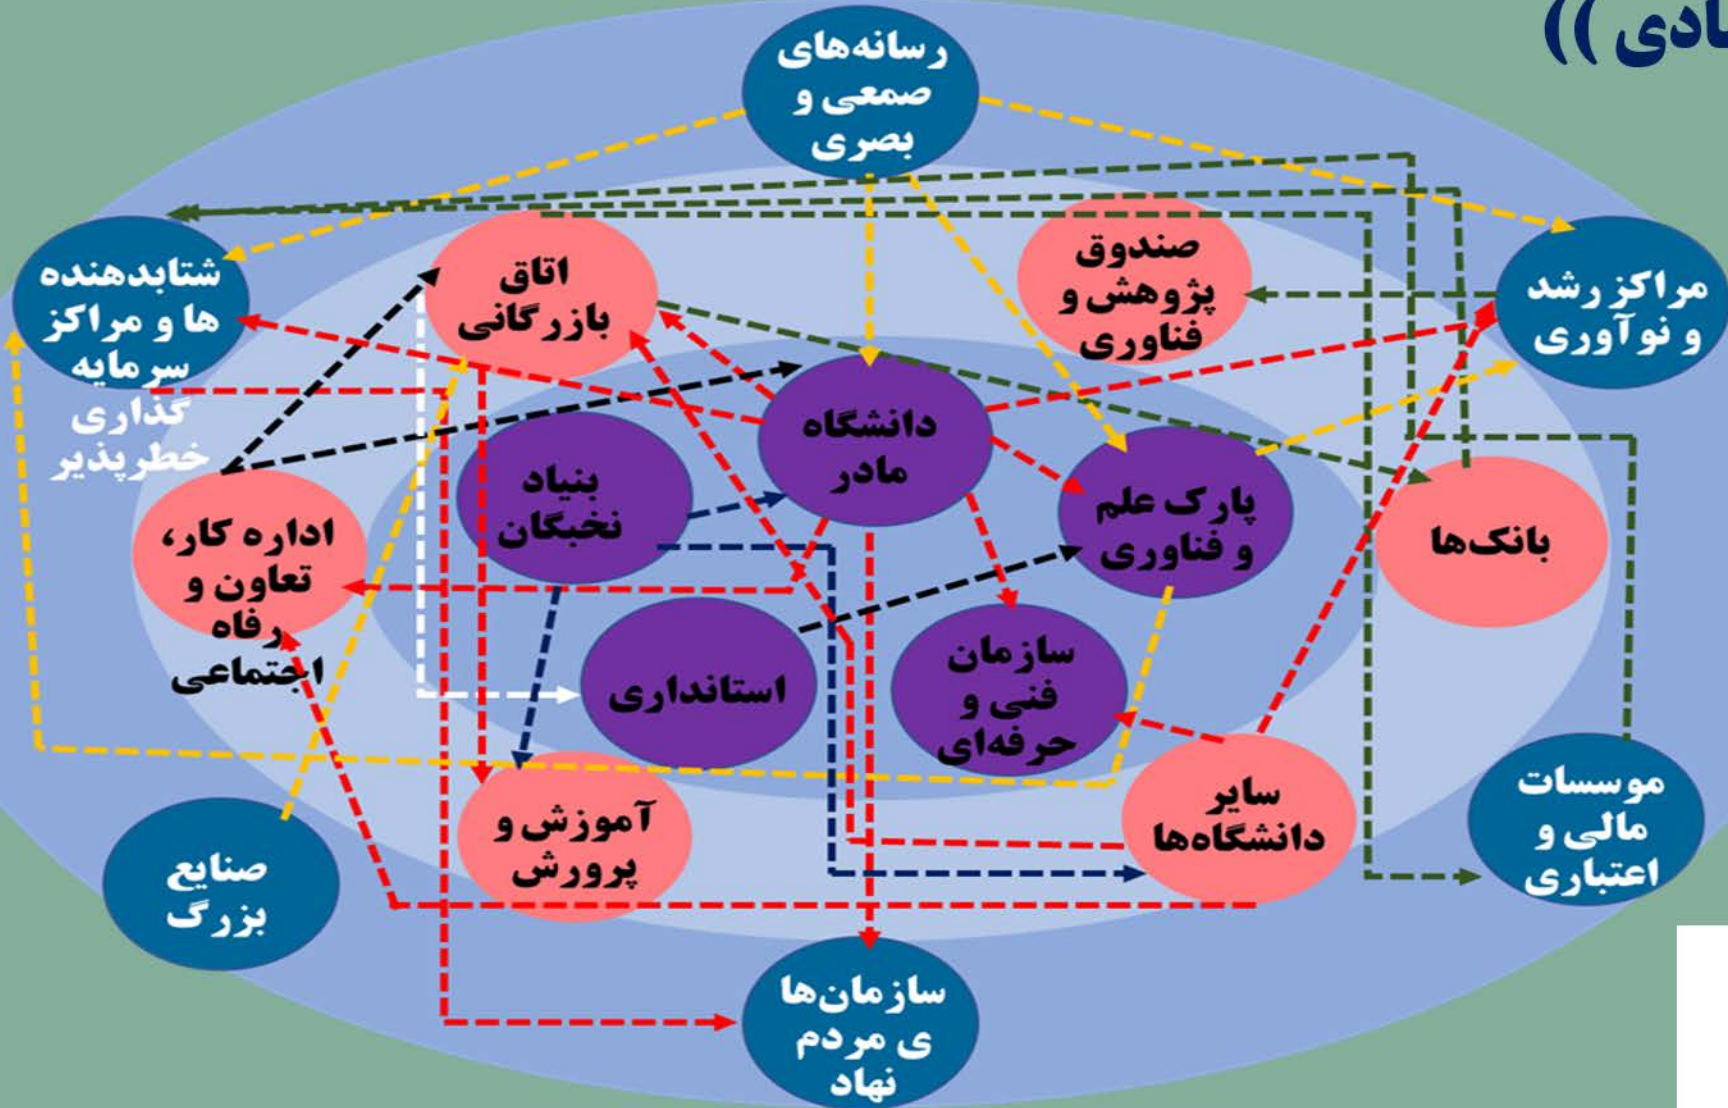 ادی ))
رسانه‌های
صمعی و
بصری
شتابدهنده
ها و مراکز
سرمایه
گذاری
خطرپذیر
اتاق
بازرگانی
صندوق
پژوهش و
فناوری
مراکز رشد
و نوآوری
دانشگاه
مادر
بنیاد
نخبگان
پارک علم
و فناوری
بانک‌ها
اداره کار،
تعاون و
رفاه
اجتماعی
استانداری
سازمان
فنی و
حرفه‌ای
سایر
دانشگاه‌ها
موسسات
مالی و
اعتباری
آموزش و
پرورش
صنایع
بزرگ
سازمان‌ها
ی مردم
نهاد